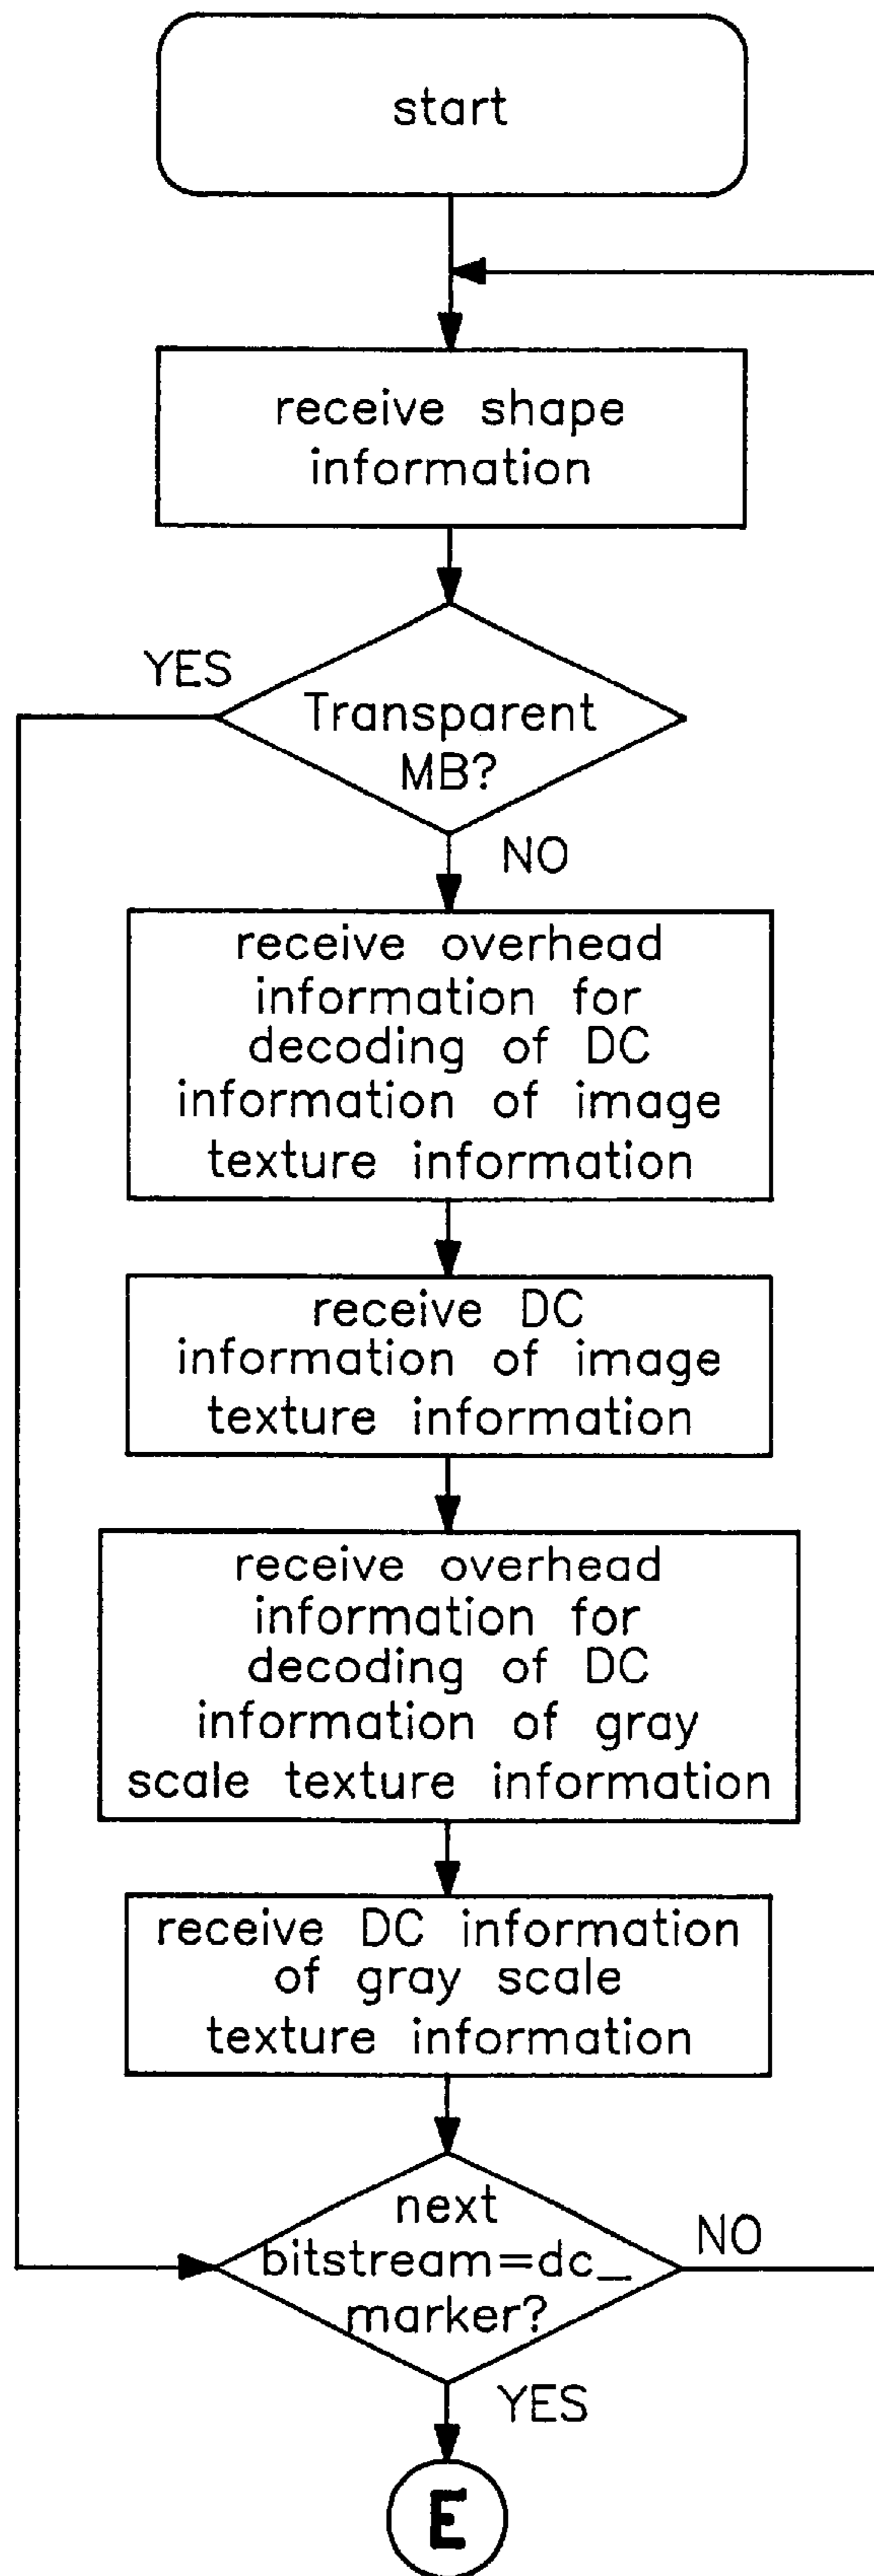 start
receive shape
information
YES
Transparent
MB?
NO
receive overhead
information for
decoding of DC
information of image
texture information
receive DC
information of image
texture information
receive overhead
information for
decoding of DC
information of gray
scale texture information
receive DC information
of gray scale
texture information
next
bitstream=dc_
marker?
NO
YES
E